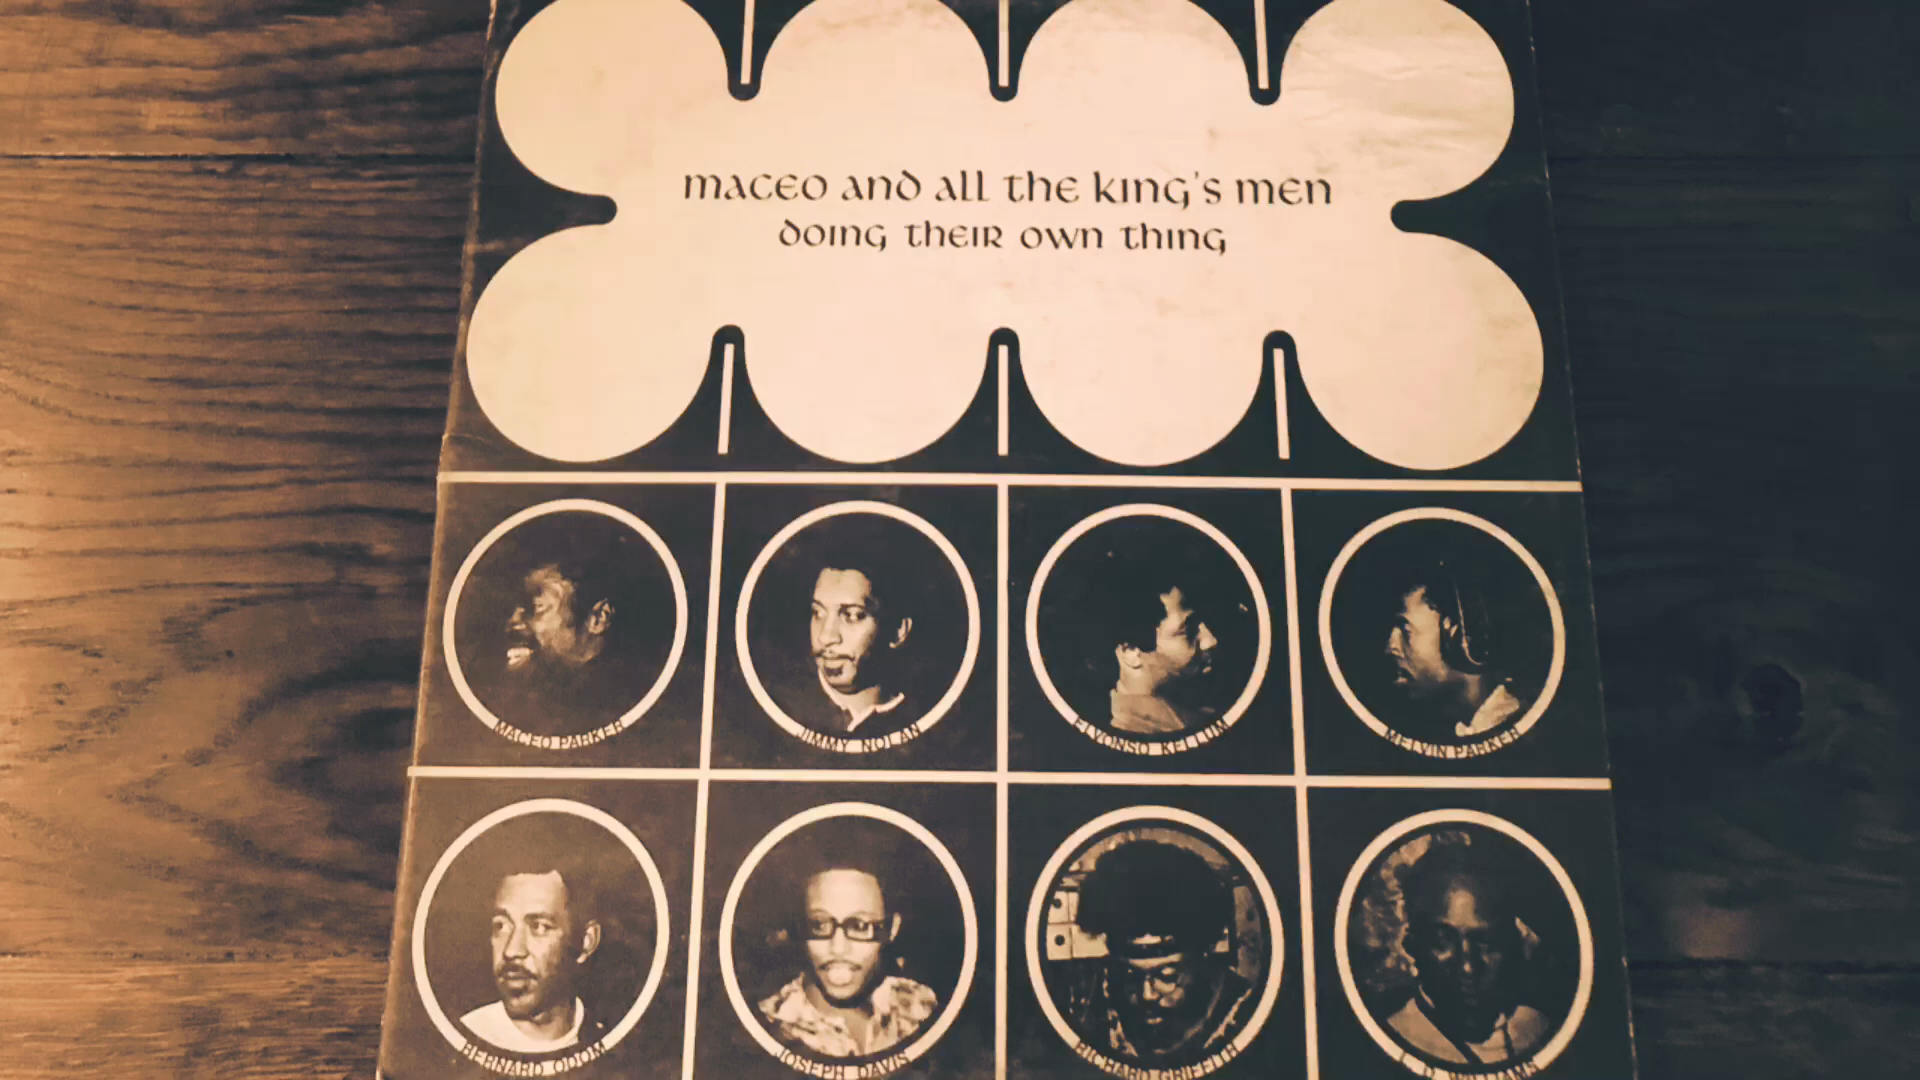 maceo and all the king's men
doing their own thing
MACEO PARKER
JIMMY NOLAN
ELVONSO KELLUM
MELVIN PARKER
BERNARD ODOM
JOSEPH DAVIS
RICHARD GRIFFITH
L. D. WILLIAMS